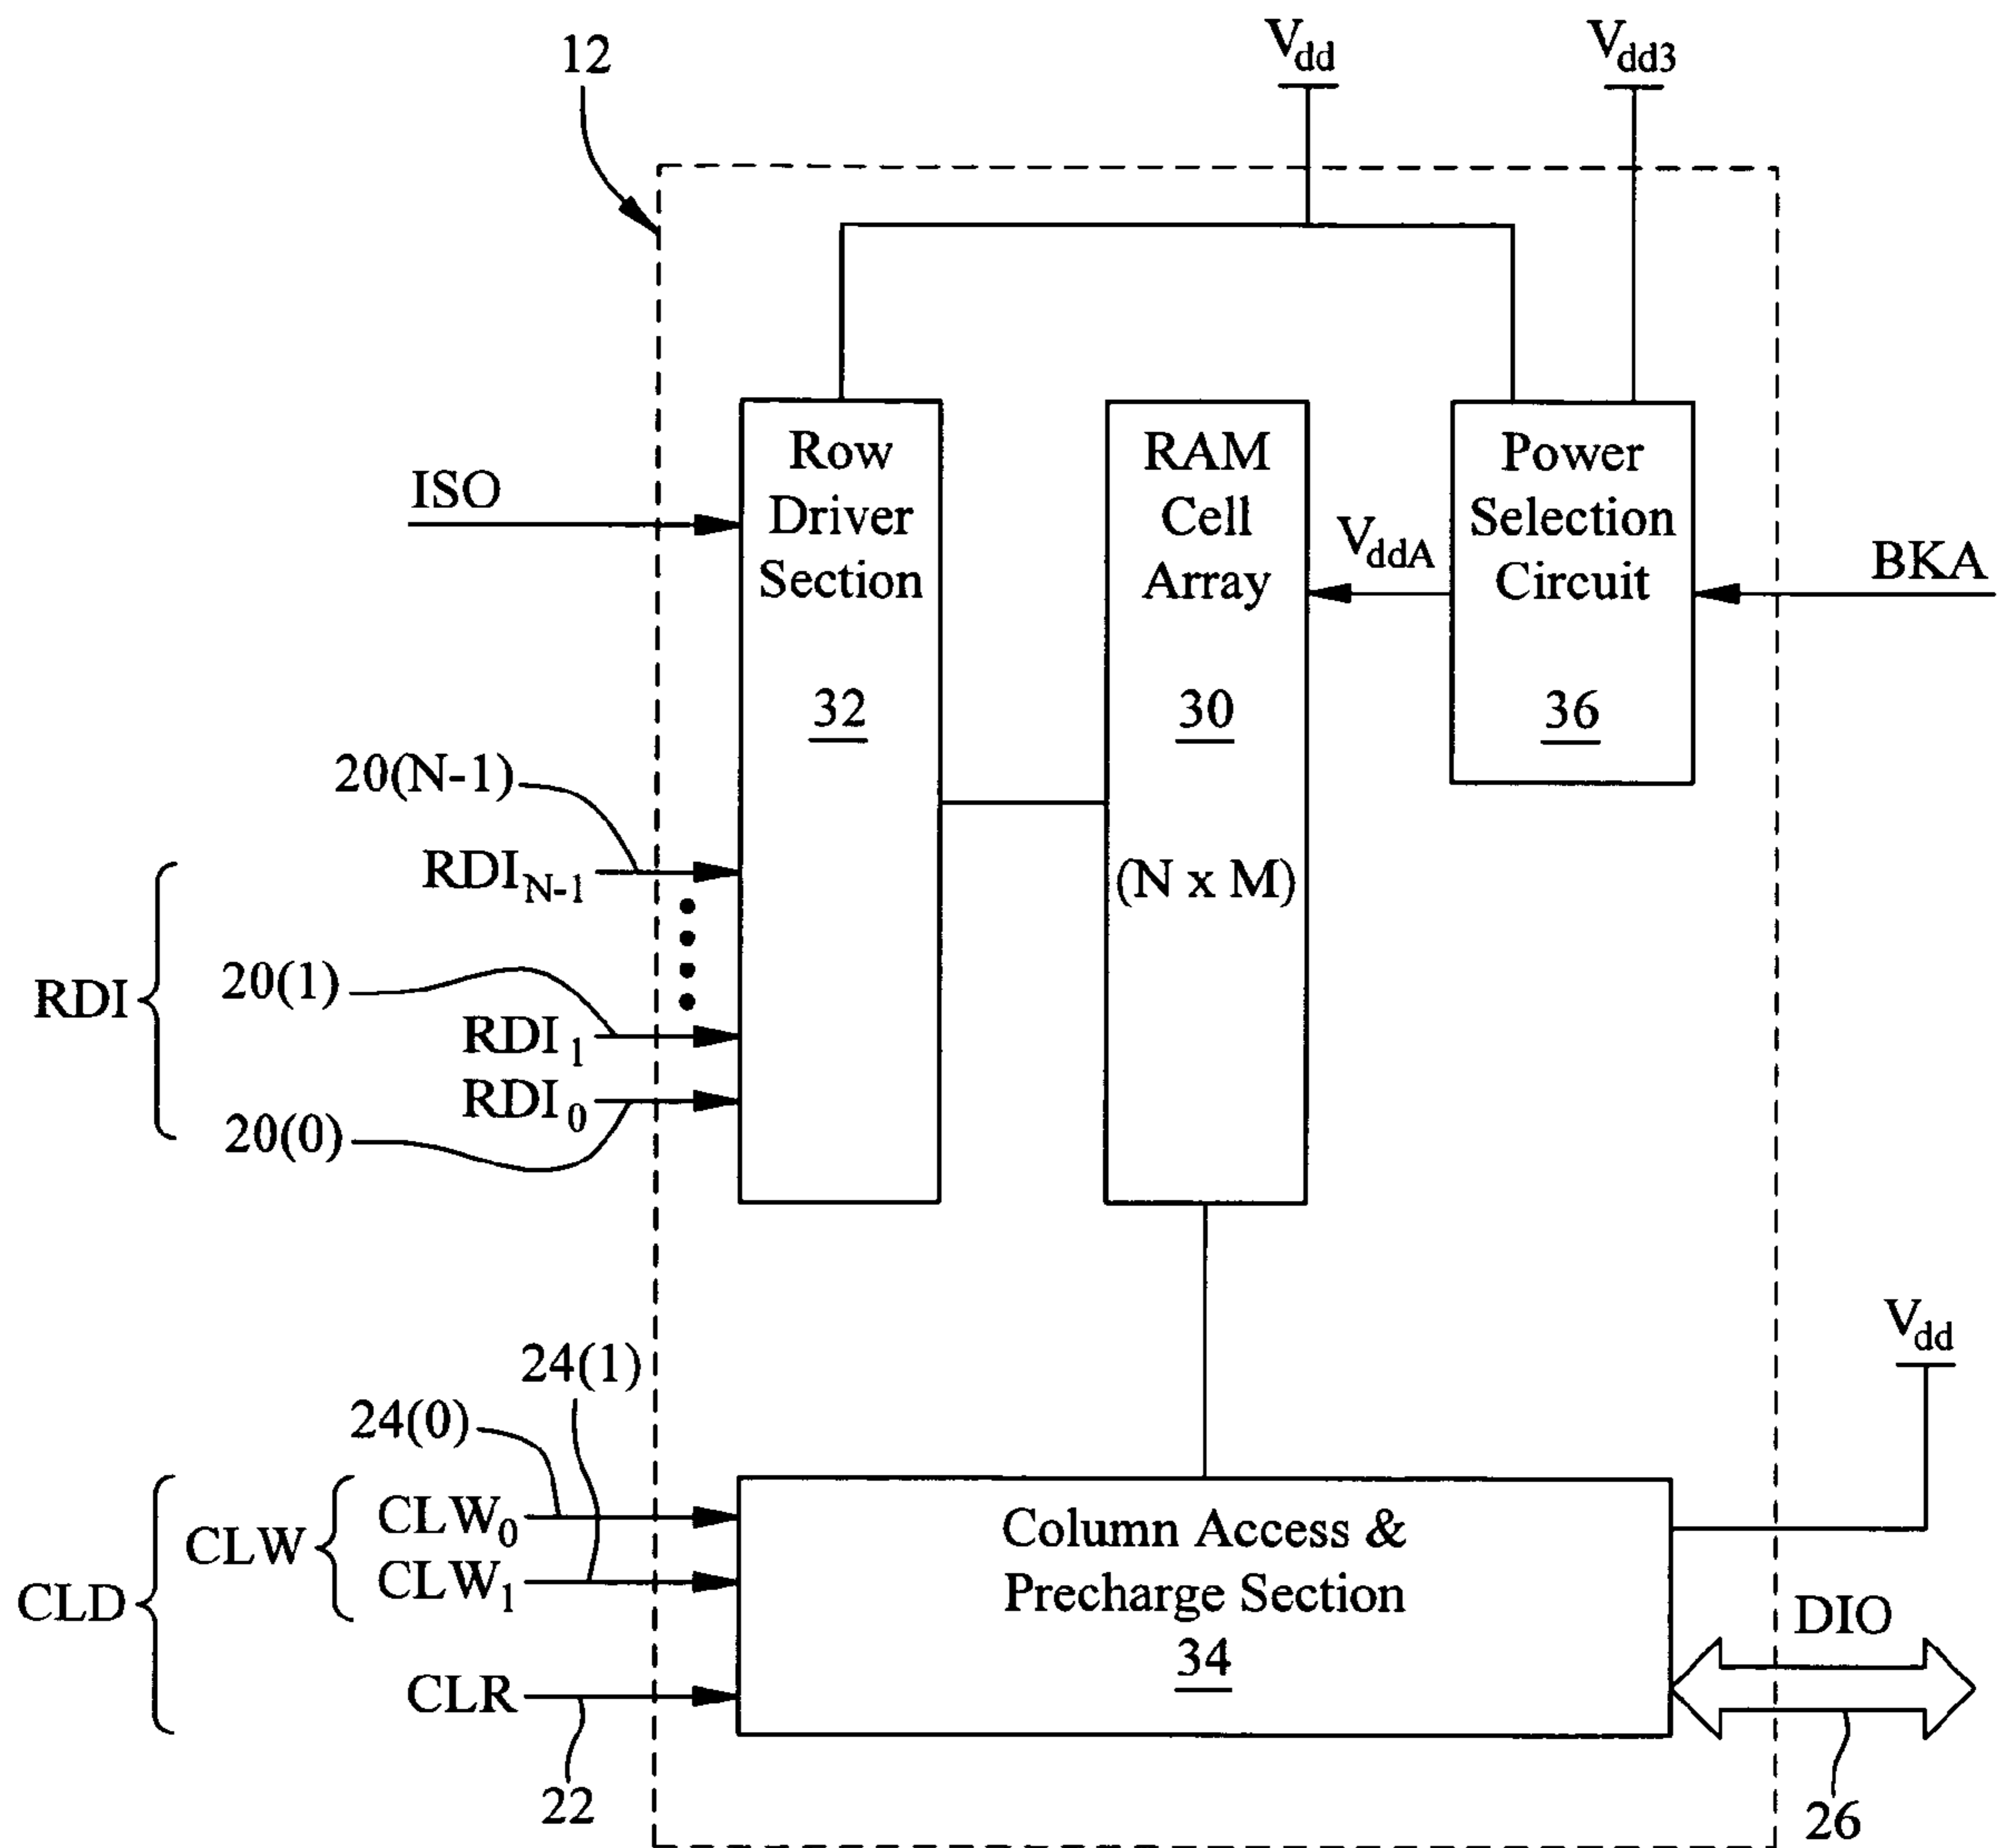 12
Vdd
Vdd3
ISO
Row
Driver
Section
32
RAM
Cell
Array
30
(N x M)
VddA
Power
Selection
Circuit
36
BKA
20(N-1)
RDIN-1
RDI
20(1)
RDI1
RDI0
20(0)
Vdd
24(1)
24(0)
CLD
CLW
CLW0
CLW1
CLR
22
Column Access &
Precharge Section
34
DIO
26